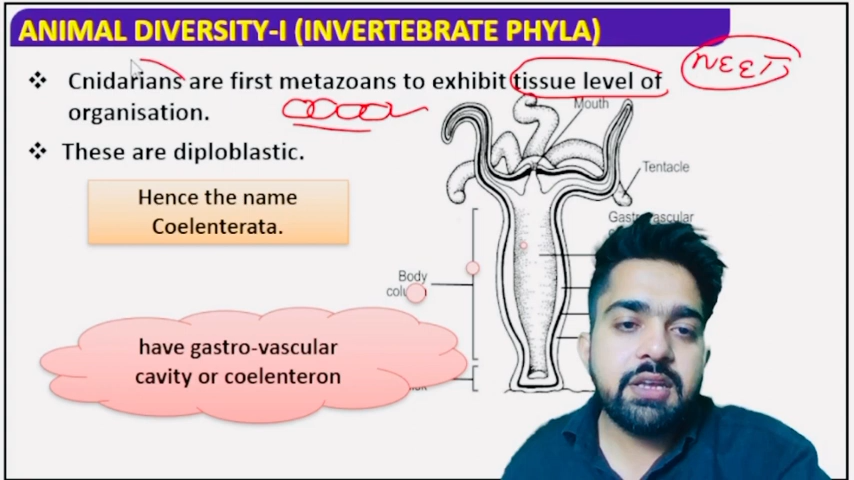 ANIMAL DIVERSITY-I (INVERTEBRATE PHYLA)
❖ Cnidarians are first metazoans to exhibit tissue level of
organisation.
NEET
❖ These are diploblastic.
Hence the name
Coelenterata.
have gastro-vascular
cavity or coelenteron
Mouth
Tentacle
Body